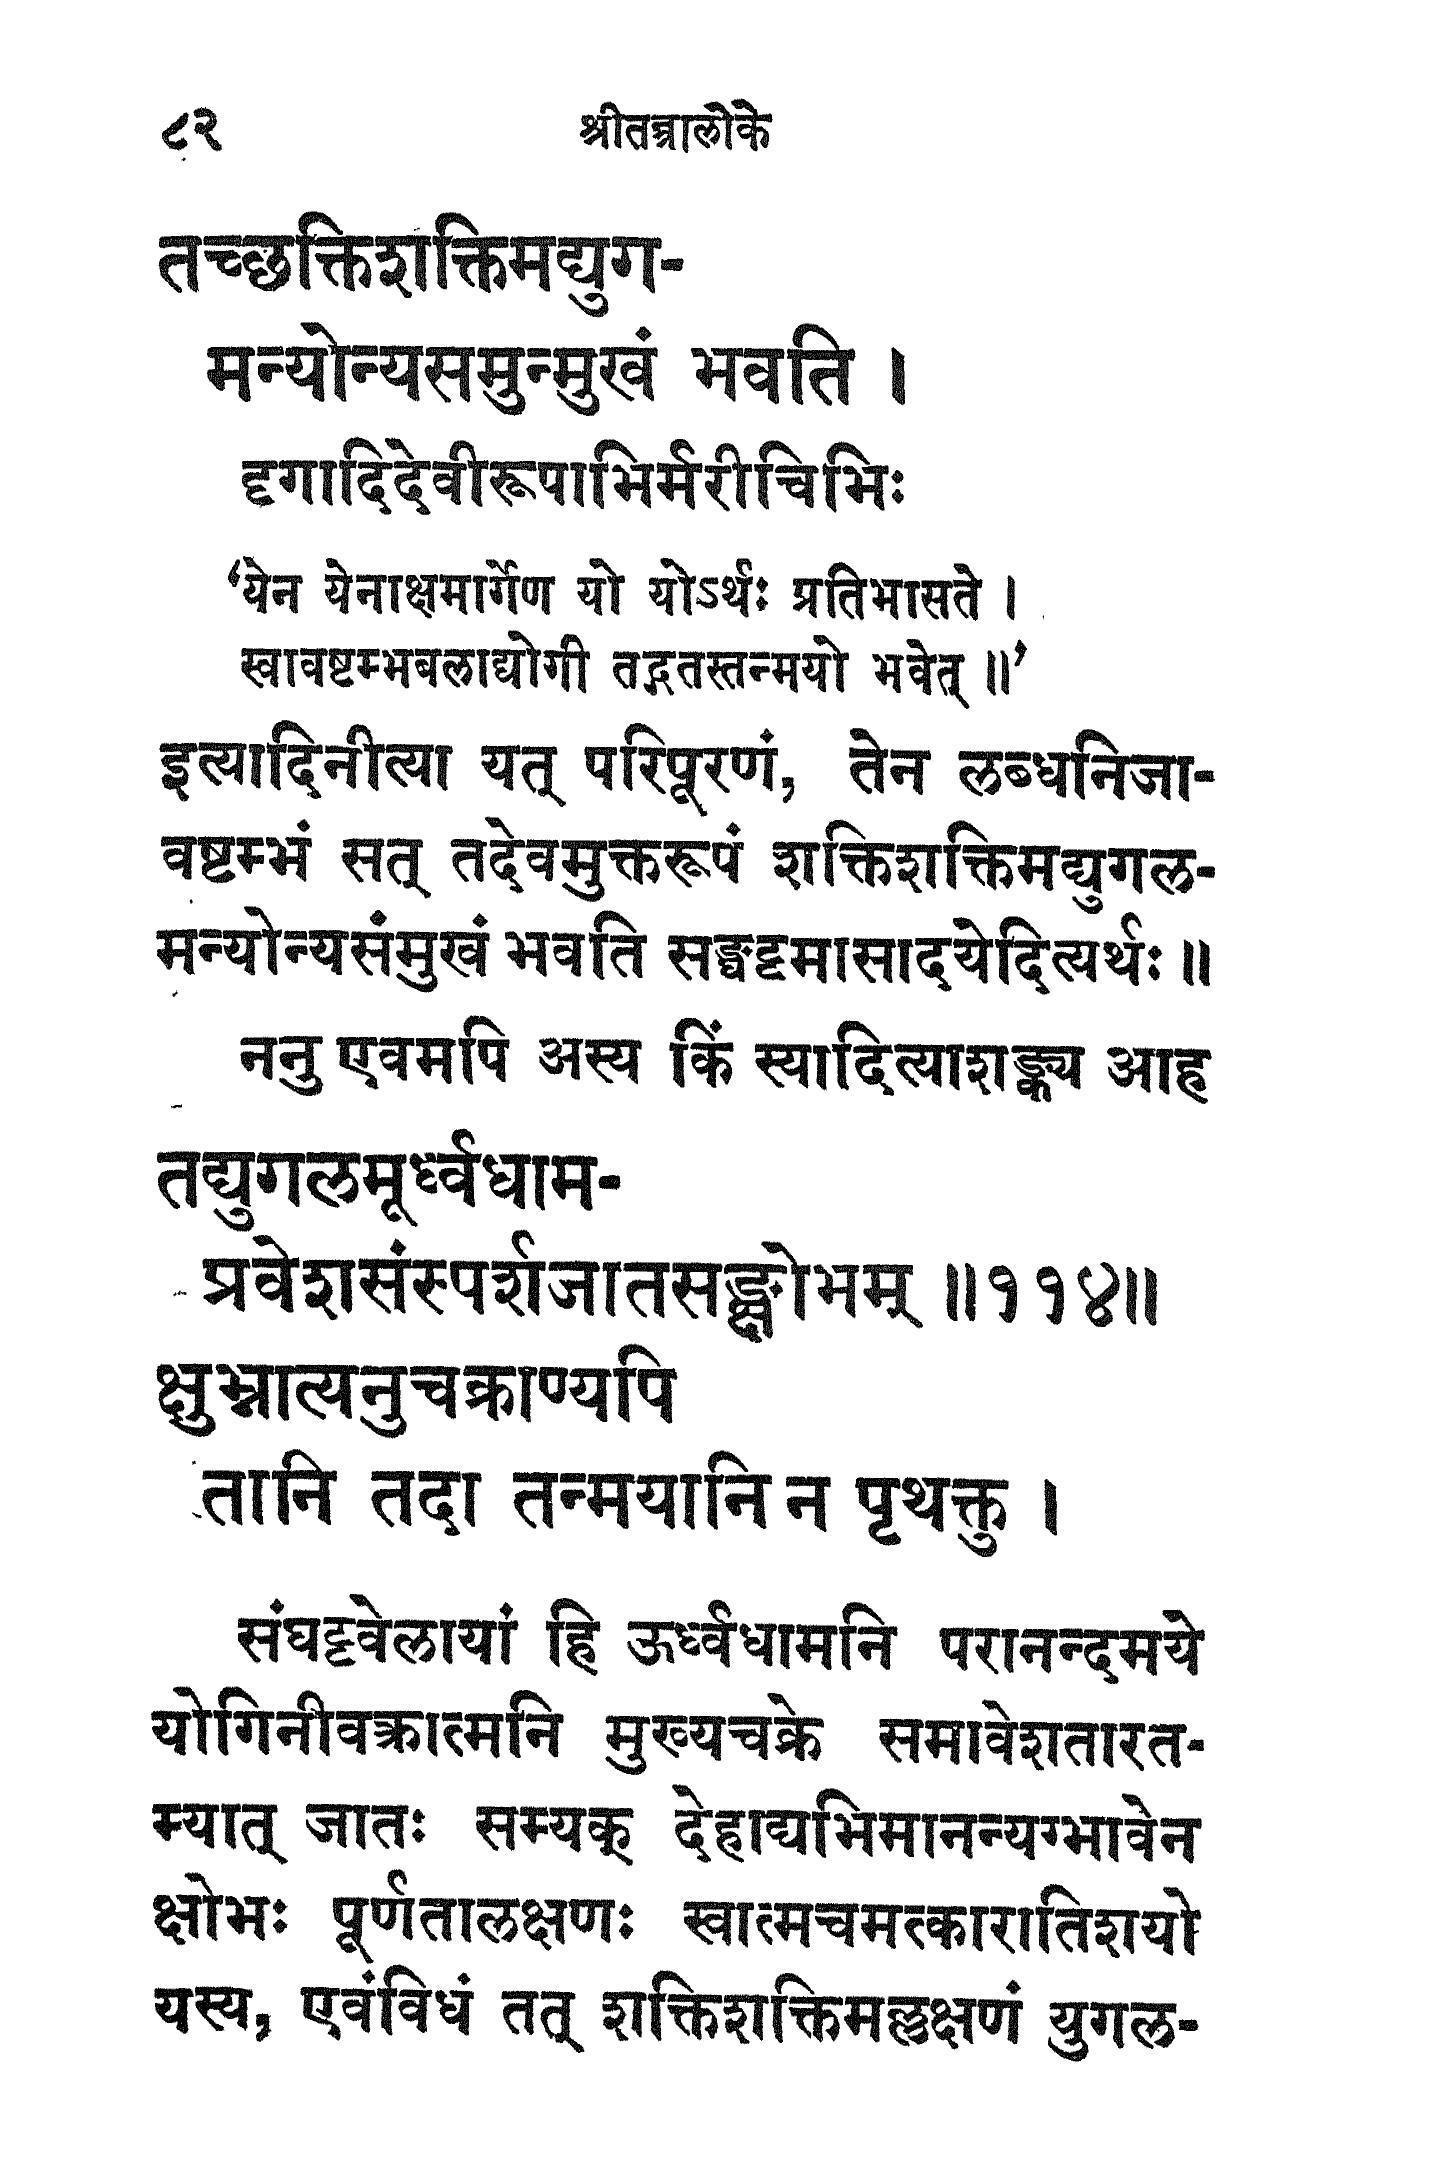 ८२ श्रीतन्त्रालोके
तच्छक्तिशक्तिमद्युग-
मन्योन्यसमुन्मुखं भवति ।
दृगादिदेवीरूपाभिर्मरीचिभिः
‘येन येनाक्षमार्गेण यो योऽर्थः प्रतिभासते ।
स्वावष्टम्भबलाद्योगी तद्गतस्तन्मयो भवेत् ॥’
इत्यादिनीत्या यत् परिपूरणं, तेन लब्धनिजा-
वष्टम्भं सत् तदेवमुक्तरूपं शक्तिशक्तिमद्युगल-
मन्योन्यसंमुखं भवति सङ्घट्टमासादयेदित्यर्थः ॥
ननु एवमपि अस्य किं स्यादित्याशङ्क्य आह
तद्युगलमूर्ध्वधाम-
प्रवेशसंस्पर्शजातसङ्क्षोभम् ॥११४॥
क्षुभ्नात्यनुचक्राण्यपि
तानि तदा तन्मयानि न पृथक्तु ।
संघट्टवेलायां हि ऊर्ध्वधामनि परानन्दमये
योगिनीवक्त्रात्मनि मुख्यचक्रे समावेशतारत-
म्यात् जातः सम्यक् देहाद्यभिमानन्यग्भावेन
क्षोभः पूर्णतालक्षणः स्वात्मचमत्कारातिशयो
यस्य, एवंविधं तत् शक्तिशक्तिमल्लक्षणं युगल-